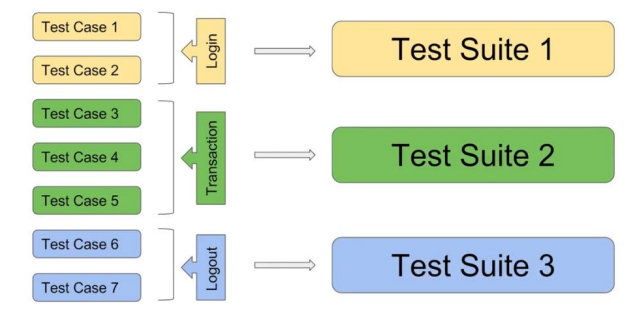 Test Case 1
Test Case 2
Login
Test Suite 1
Test Case 3
Test Case 4
Test Case 5
Transaction
Test Suite 2
Test Case 6
Test Case 7
Logout
Test Suite 3